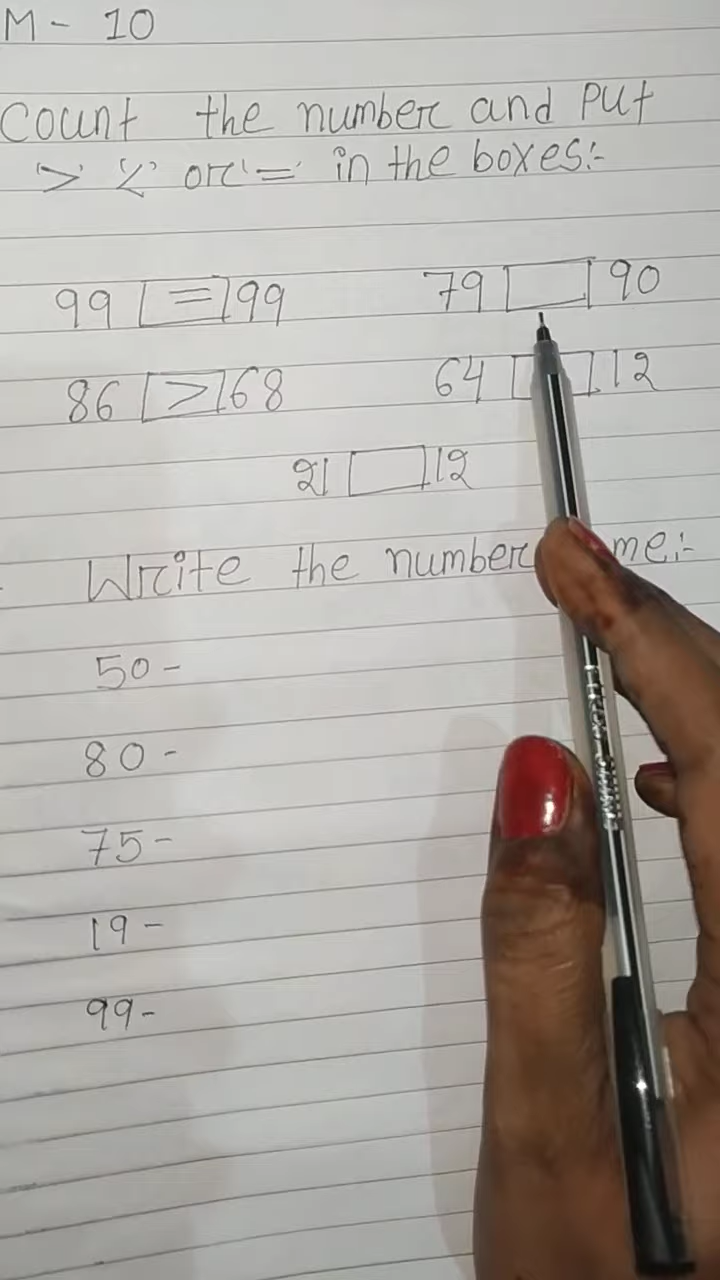 M - 10
Count the number and put
'>' '<' or '=' in the boxes:-
99 = 99 79 90
86 > 68 64 12
21 12
Write the number me:-
50 -
80 -
75 -
19 -
99 -